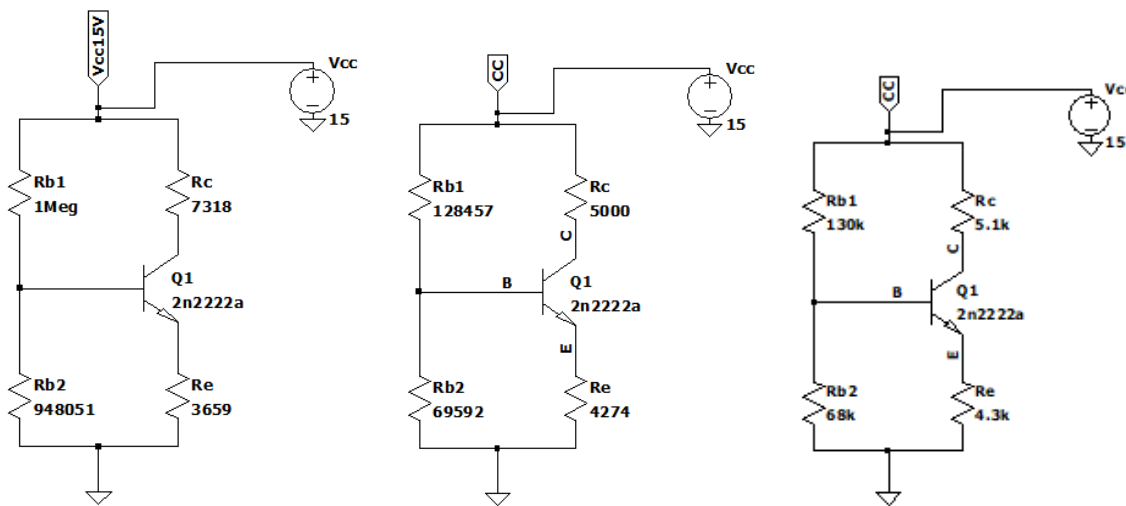 Vcc15V
Vcc
15
Rb1
1Meg
Rc
7318
Q1
2n2222a
Rb2
948051
Re
3659
CC
Vcc
15
Rb1
128457
Rc
5000
C
B
Q1
2n2222a
E
Rb2
69592
Re
4274
CC
Vc
15
Rb1
130k
Rc
5.1k
C
B
Q1
2n2222a
E
Rb2
68k
Re
4.3k